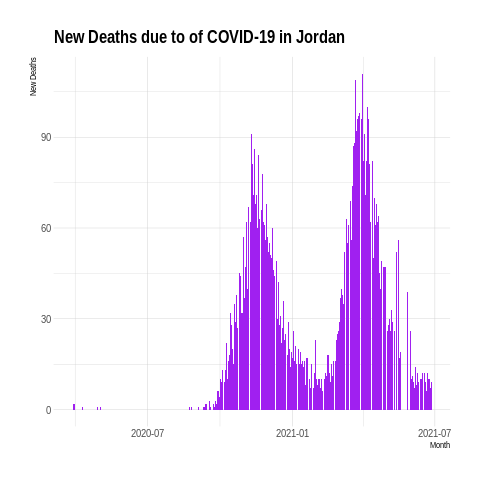 New Deaths due to of COVID-19 in Jordan
New Deaths
90
60
30
0
2020-07
2021-01
2021-07
Month